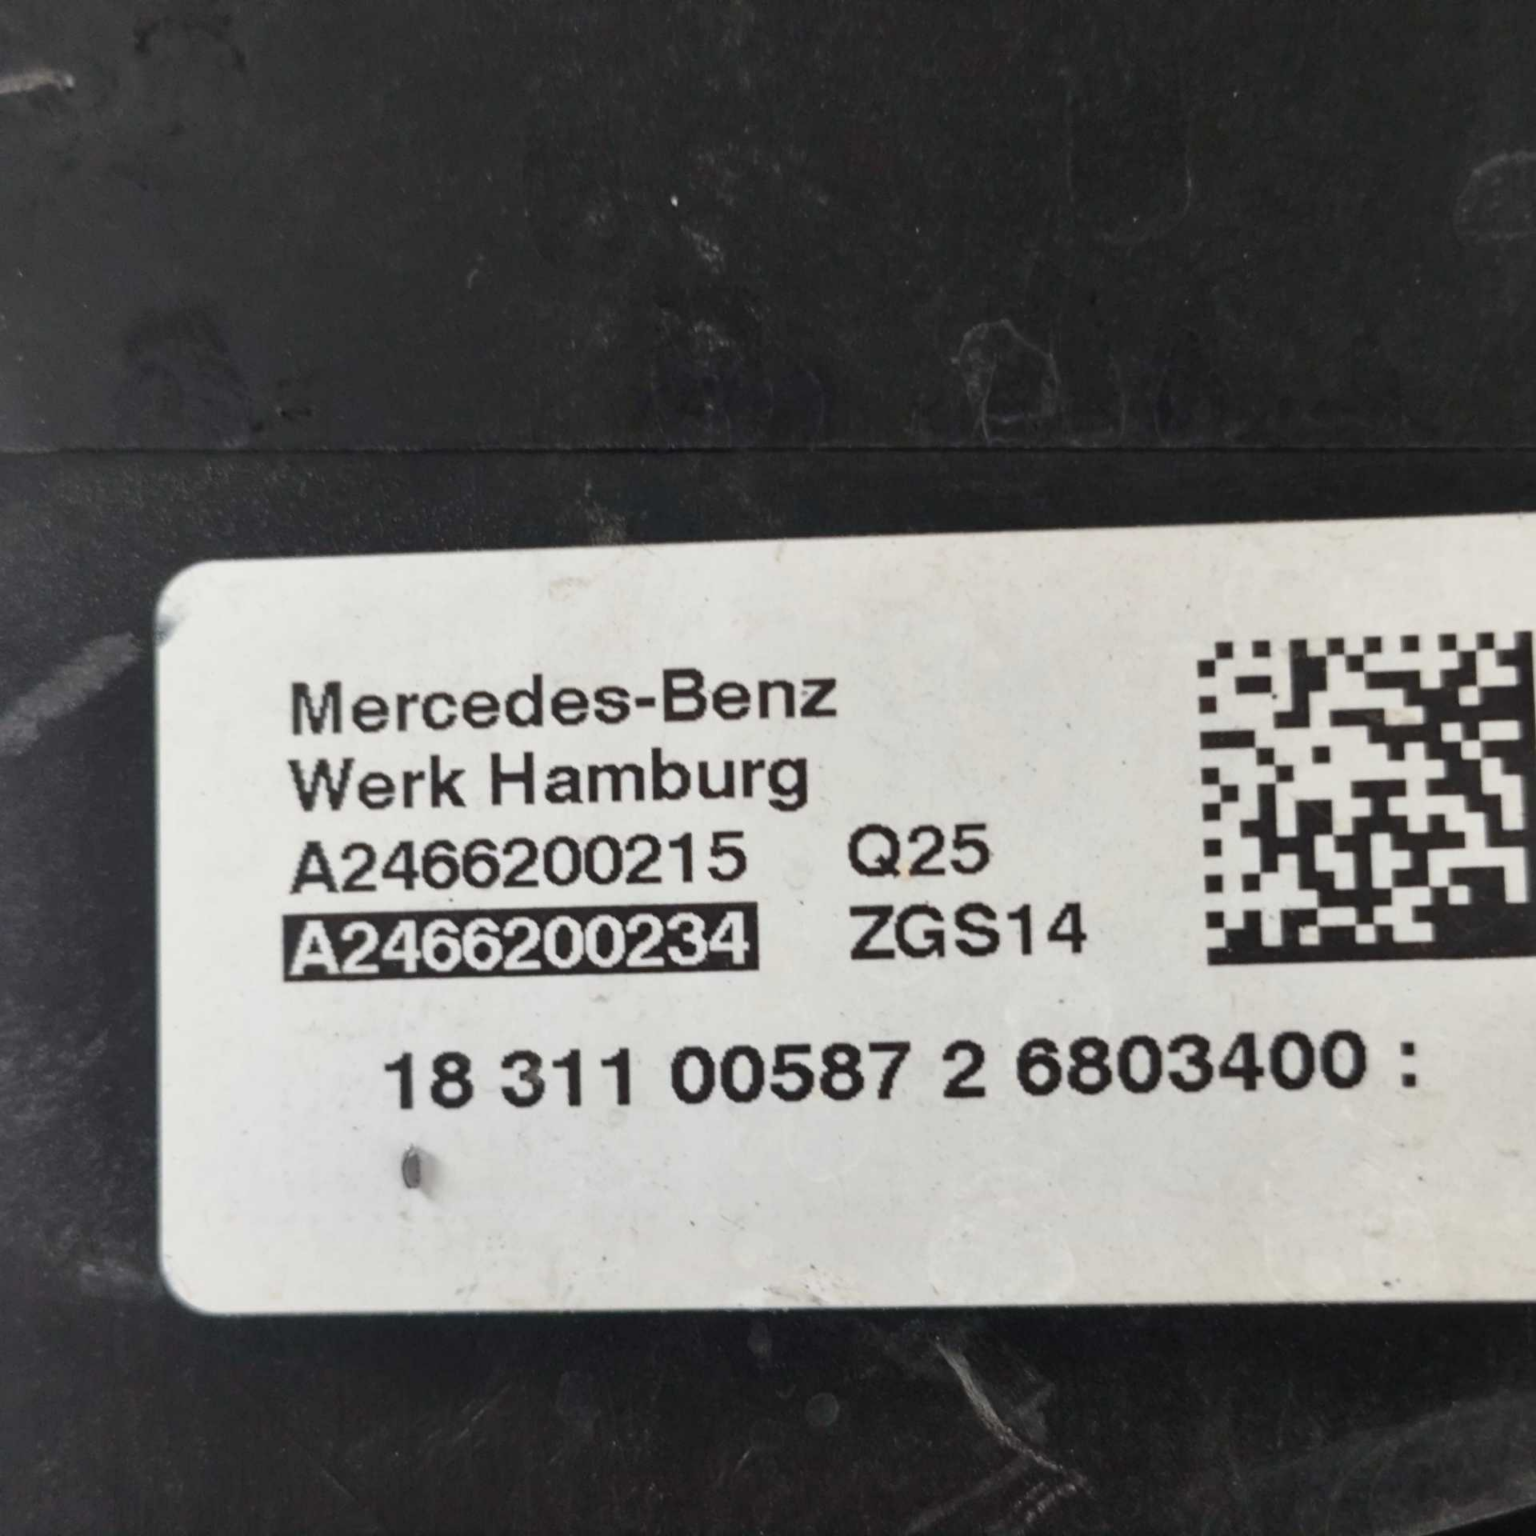 Mercedes-Benz
Werk Hamburg
A2466200215 Q25
A2466200234 ZGS14
18 311 00587 2 6803400 :